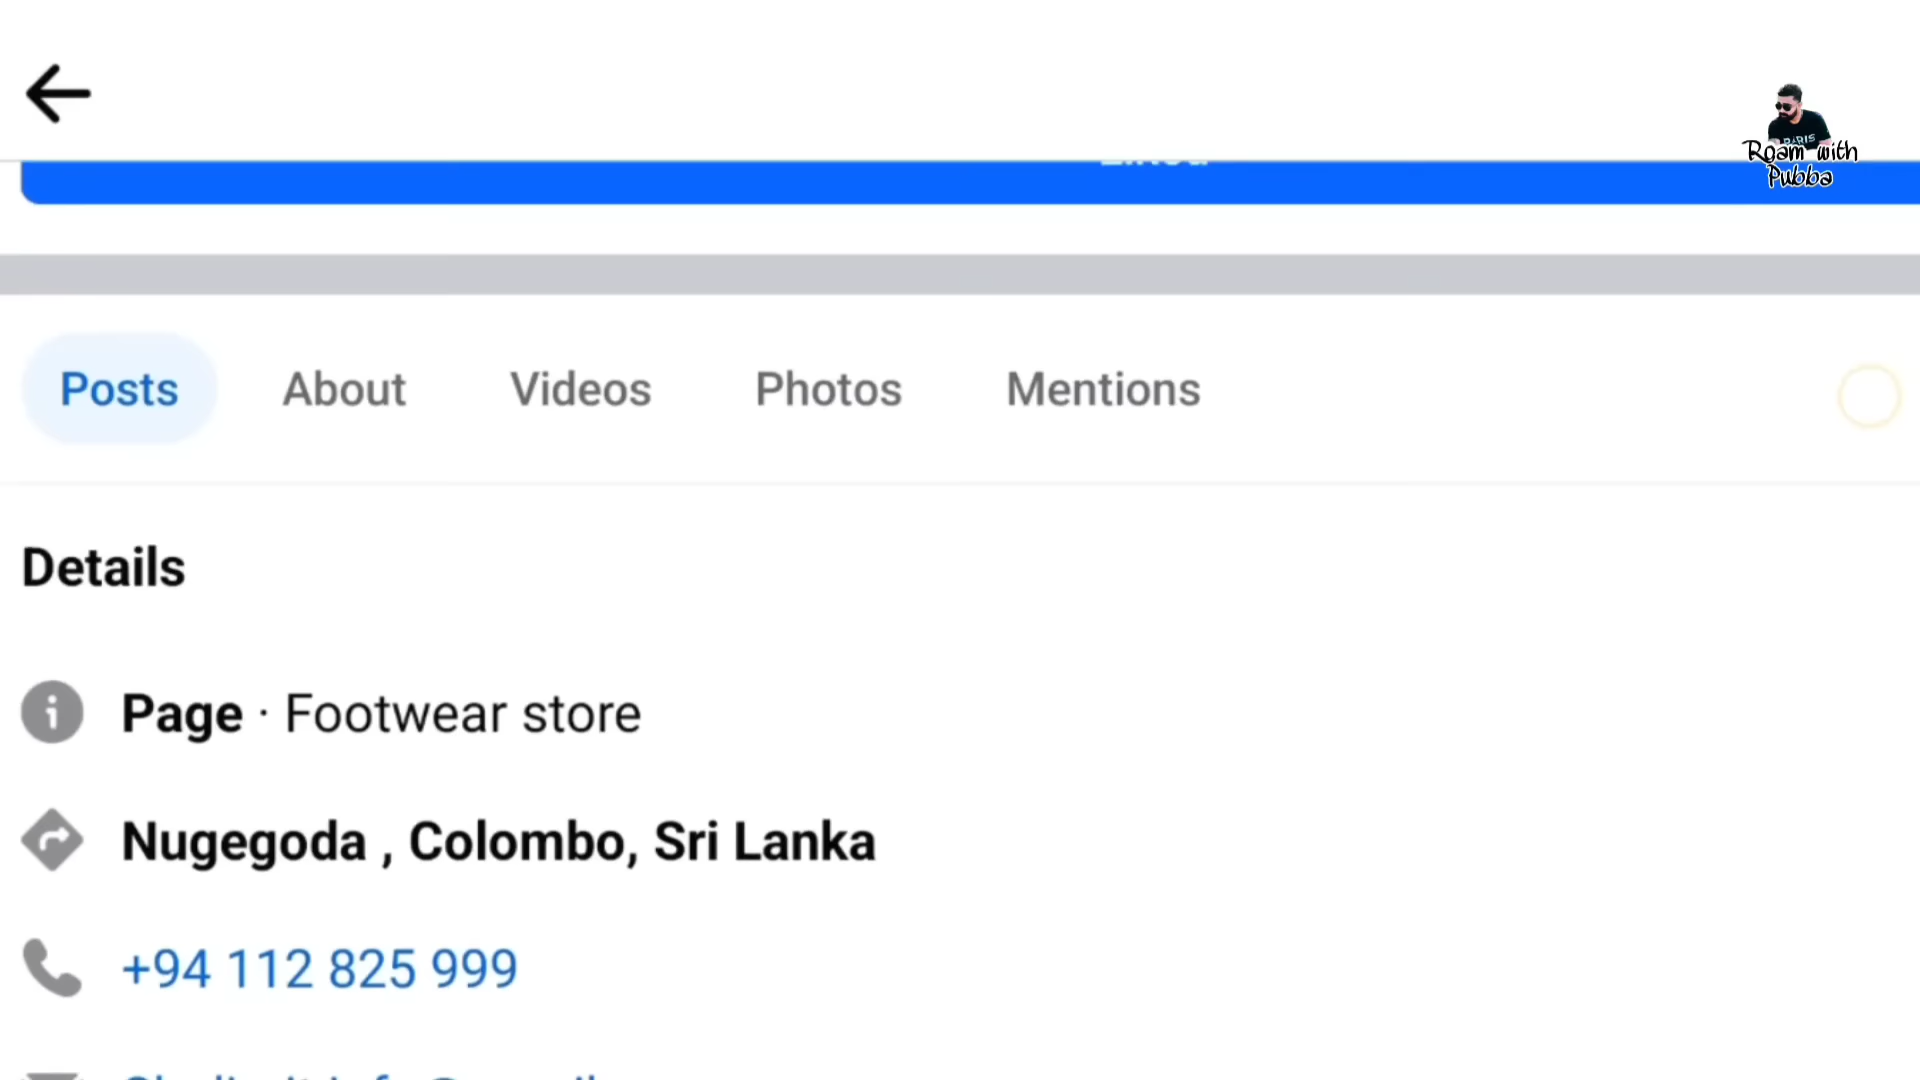 PARIS
Roam with
Pubba
Posts About Videos Photos Mentions
Details
Page · Footwear store
Nugegoda , Colombo, Sri Lanka
+94 112 825 999